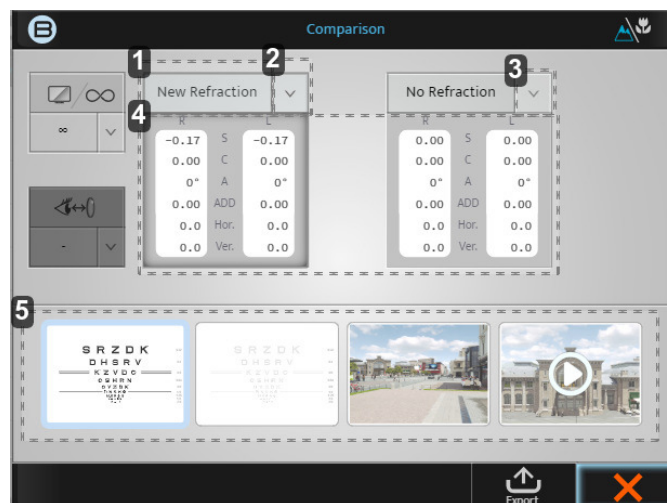 B Comparison
1 2 3
New Refraction No Refraction
4
∞
∞
R L R L
-0.17 S -0.17 0.00 S 0.00
0.00 C 0.00 0.00 C 0.00
0° A 0° 0° A 0°
0.00 ADD 0.00 0.00 ADD 0.00
0.0 Hor. 0.0 0.0 Hor. 0.0
- 0.0 Ver. 0.0 0.0 Ver. 0.0
5
S R Z D K S R Z D K
D H S R V D H S R V
K Z V D C K Z V D C
Export